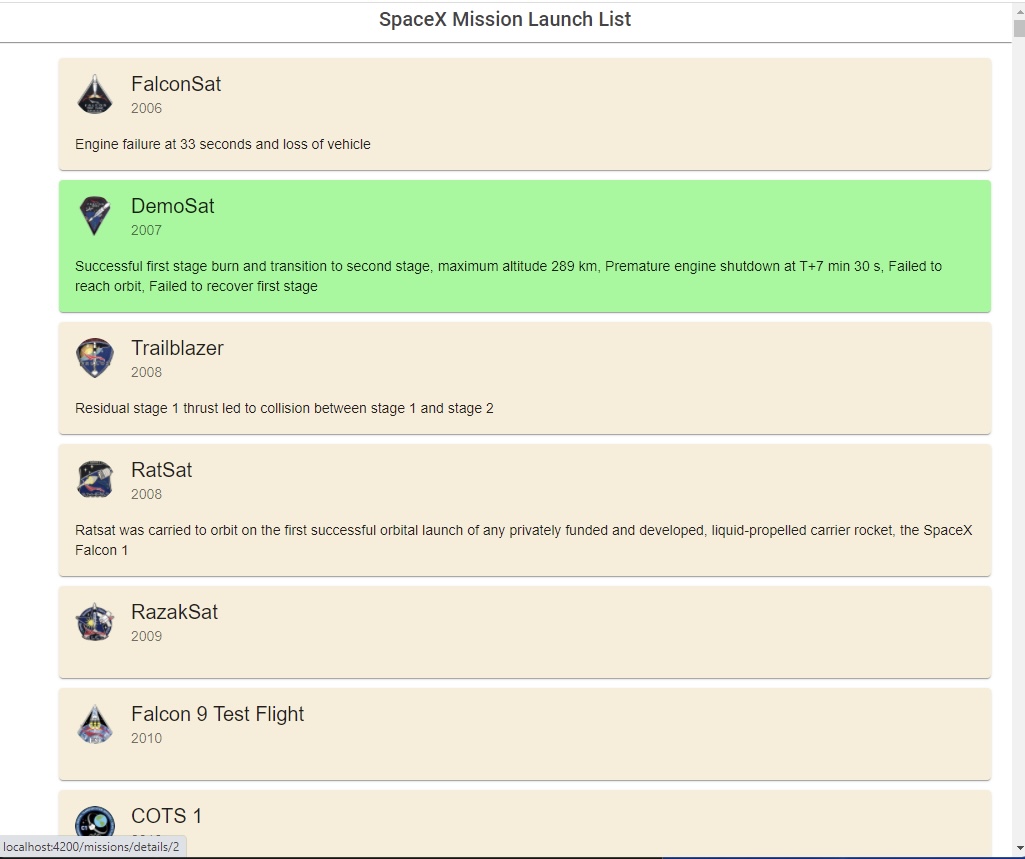 SpaceX Mission Launch List
FalconSat
2006
Engine failure at 33 seconds and loss of vehicle
DemoSat
2007
Successful first stage burn and transition to second stage, maximum altitude 289 km, Premature engine shutdown at T+7 min 30 s, Failed to
reach orbit, Failed to recover first stage
Trailblazer
2008
Residual stage 1 thrust led to collision between stage 1 and stage 2
RatSat
2008
Ratsat was carried to orbit on the first successful orbital launch of any privately funded and developed, liquid-propelled carrier rocket, the SpaceX
Falcon 1
RazakSat
2009
Falcon 9 Test Flight
2010
COTS 1
localhost:4200/missions/details/2